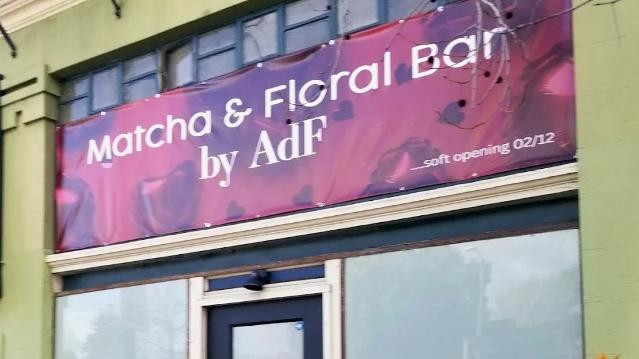 Matcha & Floral Bar
by AdF
...soft opening 02/12